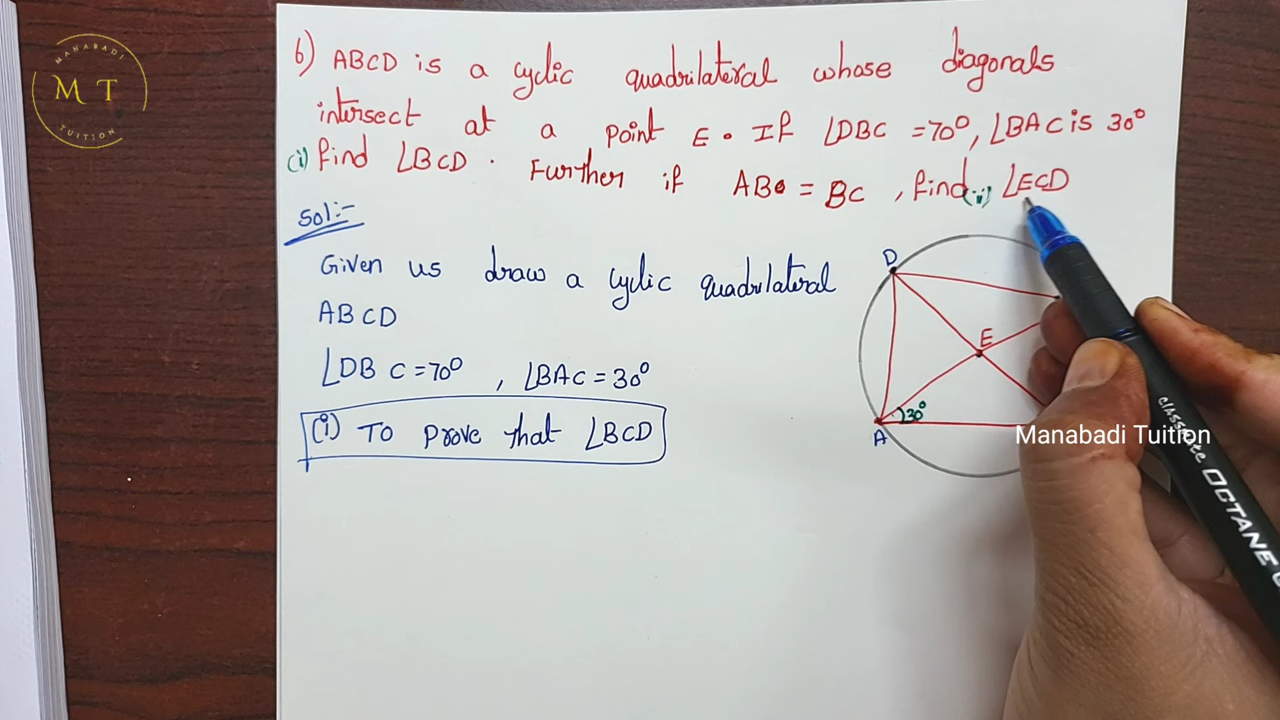 MANABADI
M T
TUITION
6) ABCD is a cyclic quadrilateral whose diagonals
intersect at a point E. If ∠DBC = 70°, ∠BAC is 30°
(i) find ∠BCD. Further if AB = BC, find (ii) ∠ECD
Sol:-
Given us draw a cyclic quadrilateral
ABCD
∠DBC = 70°, ∠BAC = 30°
(i) To prove that ∠BCD
D
E
30°
A
Manabadi Tuition
classmate OCTANE